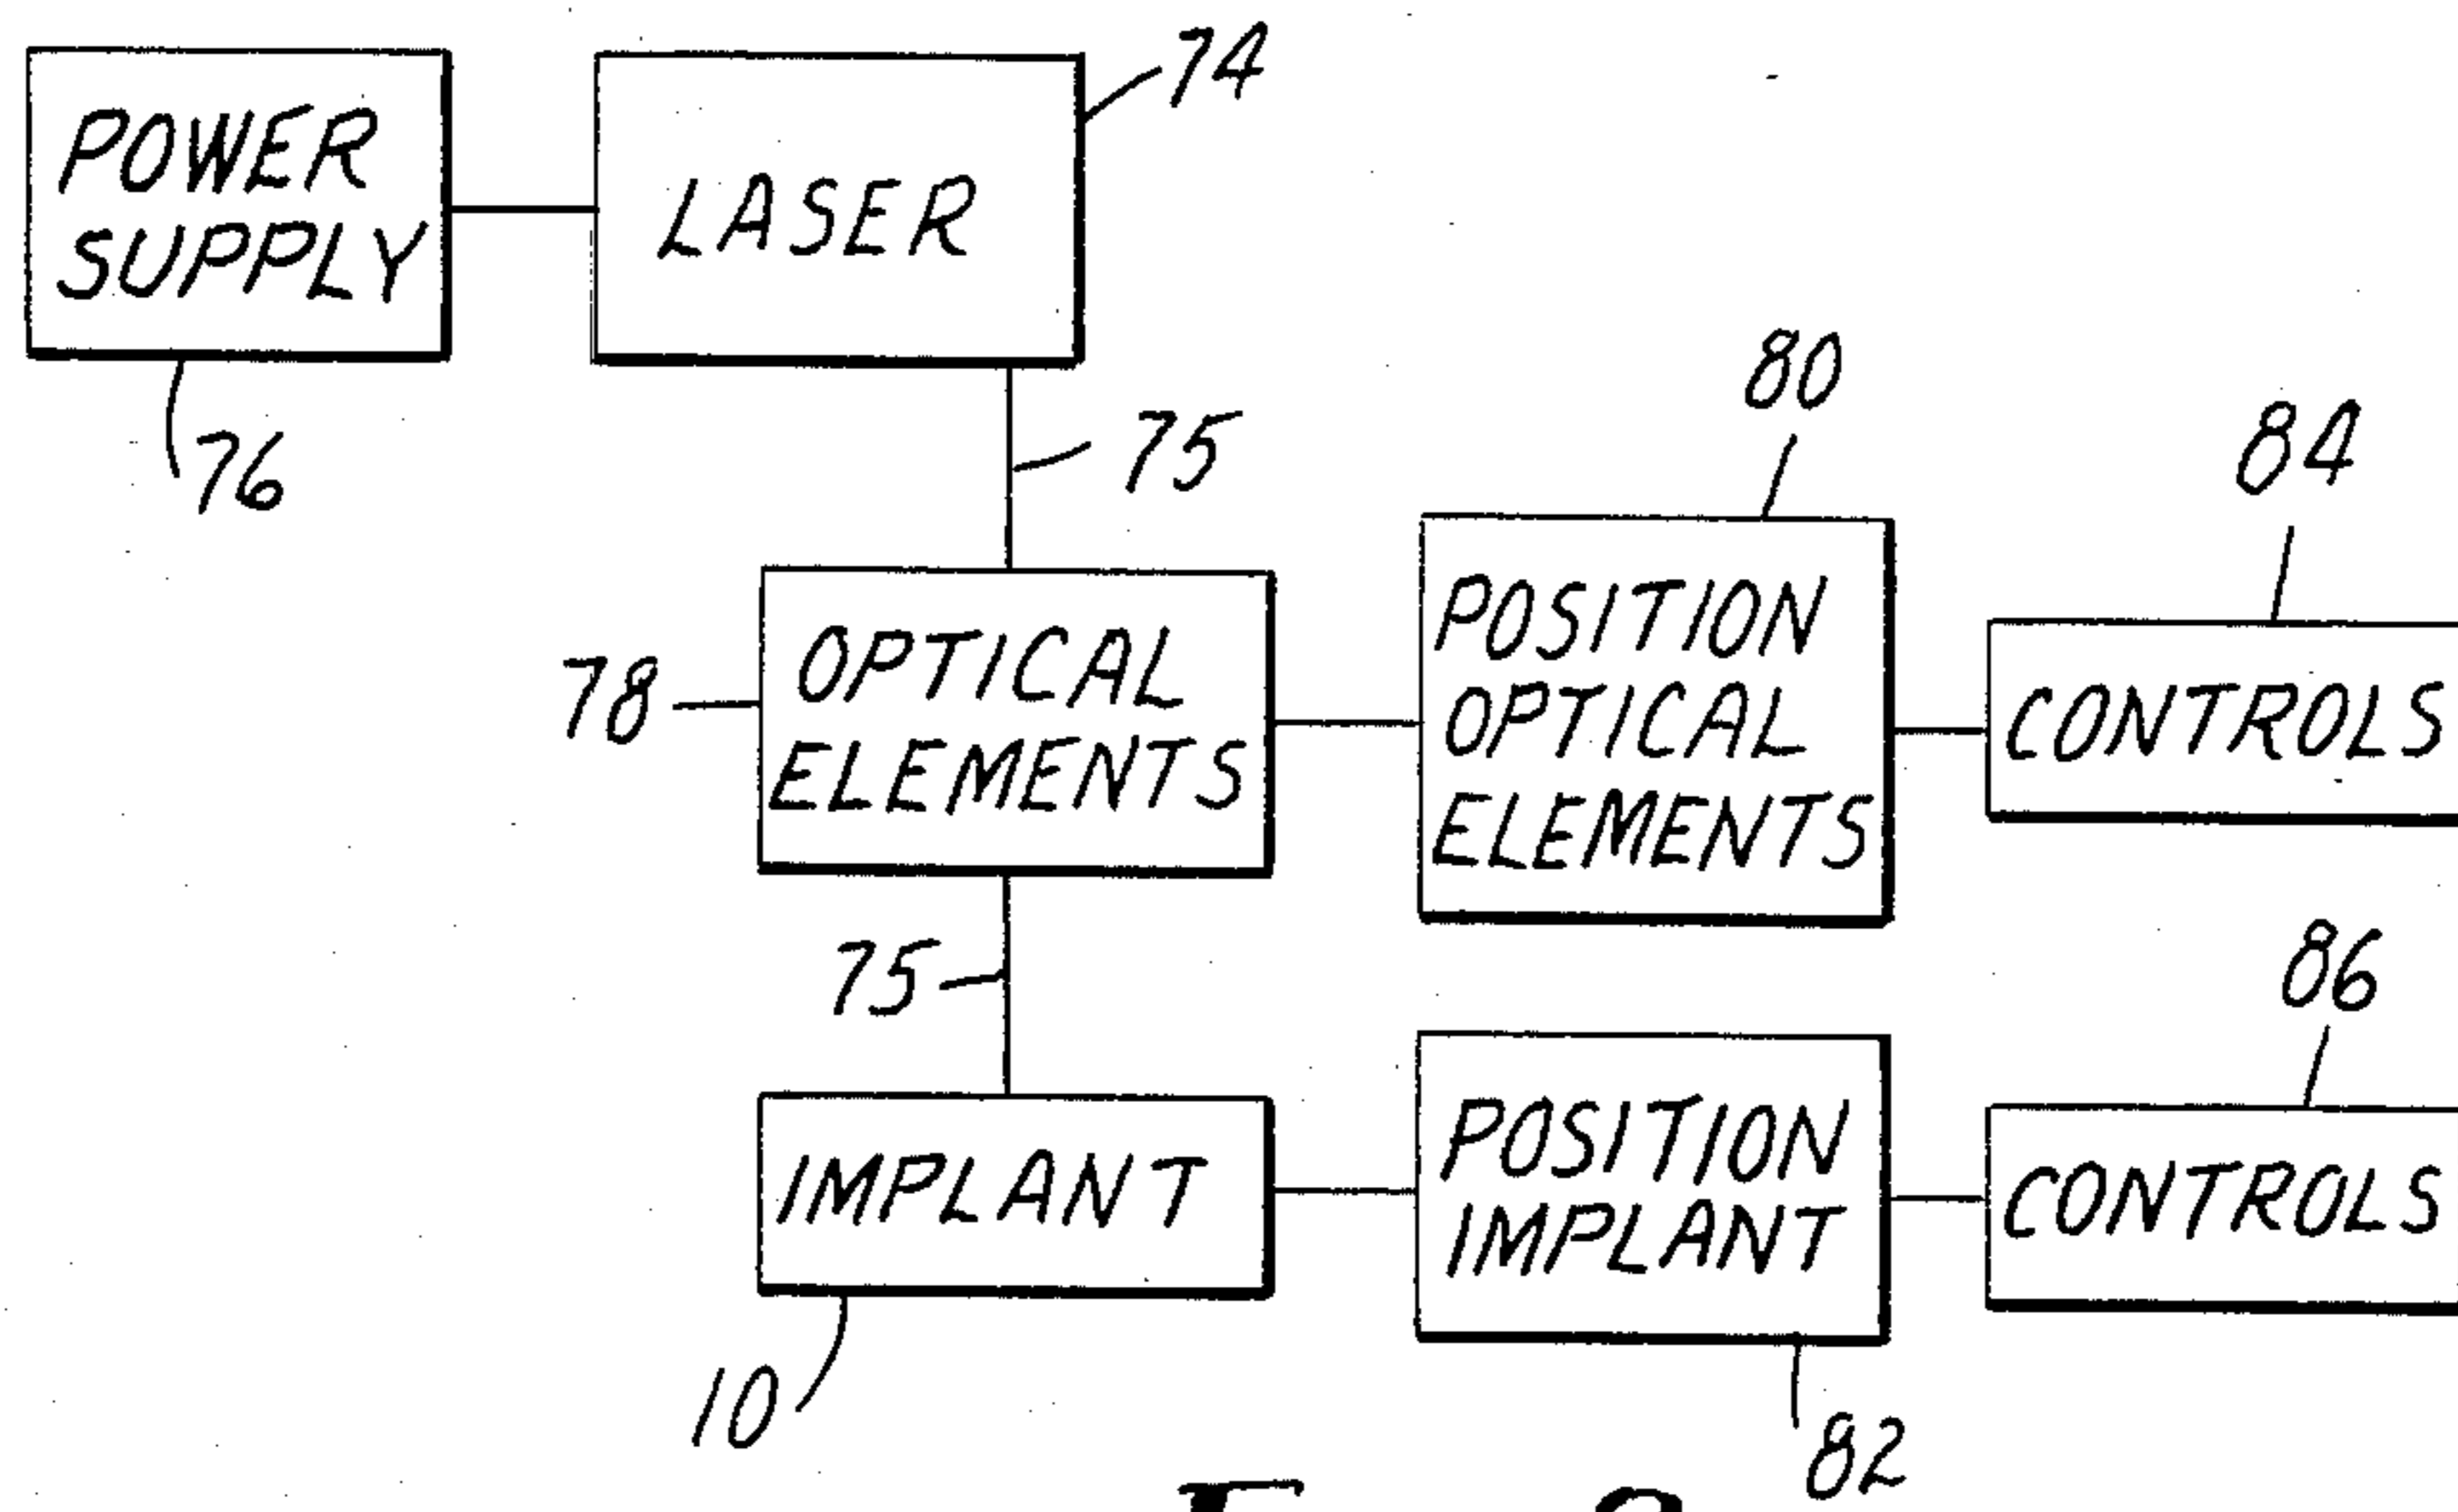 POWER
SUPPLY
76
LASER
74
75
78
OPTICAL
ELEMENTS
80
POSITION
OPTICAL
ELEMENTS
84
CONTROLS
75
IMPLANT
10
POSITION
IMPLANT
82
86
CONTROLS